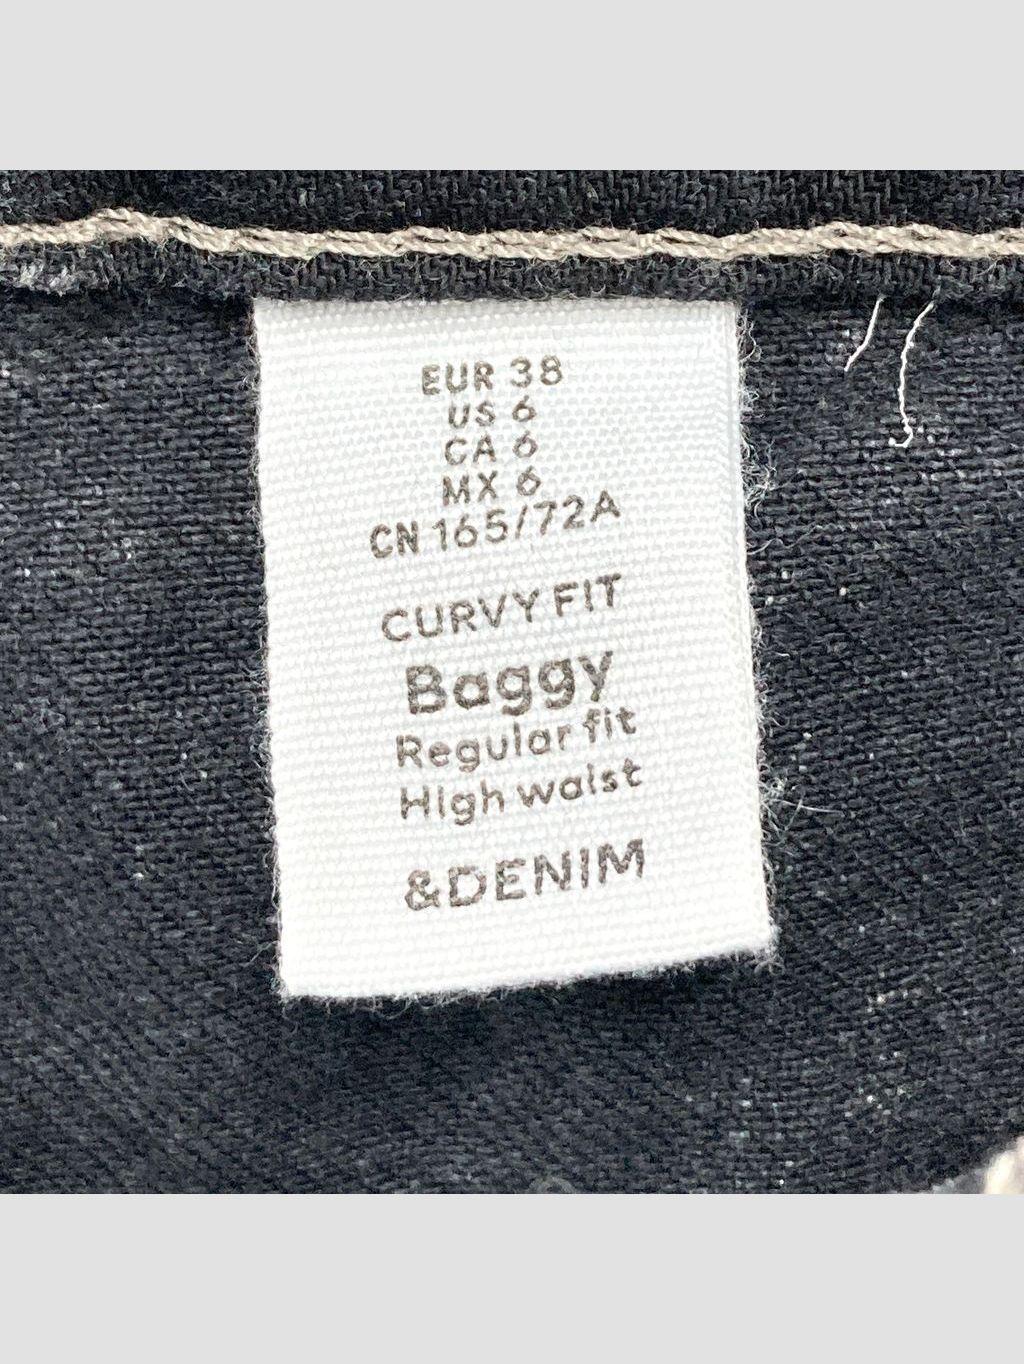 EUR 38
US 6
CA 6
MX 6
CN 165/72A
CURVY FIT
Baggy
Regular fit
High waist
&DENIM